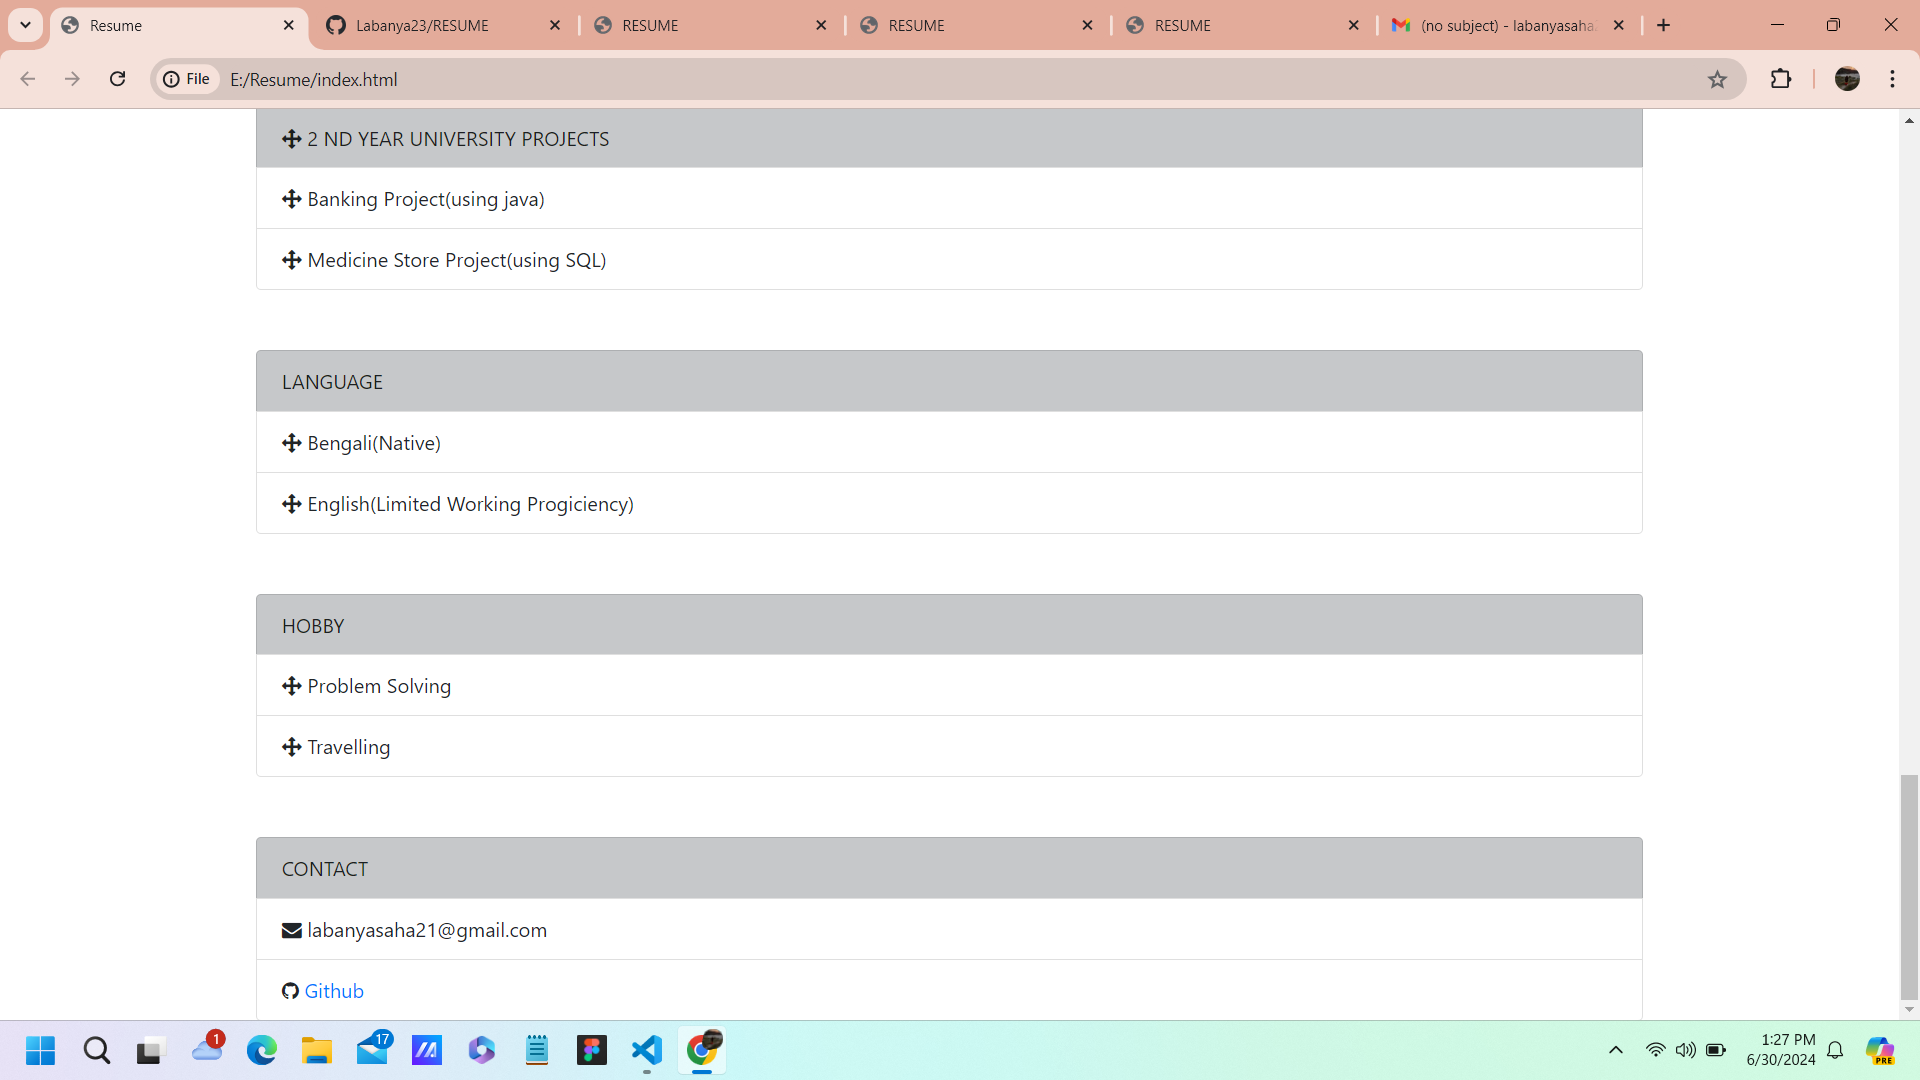 Resume
Labanya23/RESUME
RESUME
RESUME
RESUME
(no subject) - labanyasaha
File
E:/Resume/index.html
2 ND YEAR UNIVERSITY PROJECTS
Banking Project(using java)
Medicine Store Project(using SQL)
LANGUAGE
Bengali(Native)
English(Limited Working Progiciency)
HOBBY
Problem Solving
Travelling
CONTACT
labanyasaha21@gmail.com
Github
1
17
1:27 PM
6/30/2024
PRE